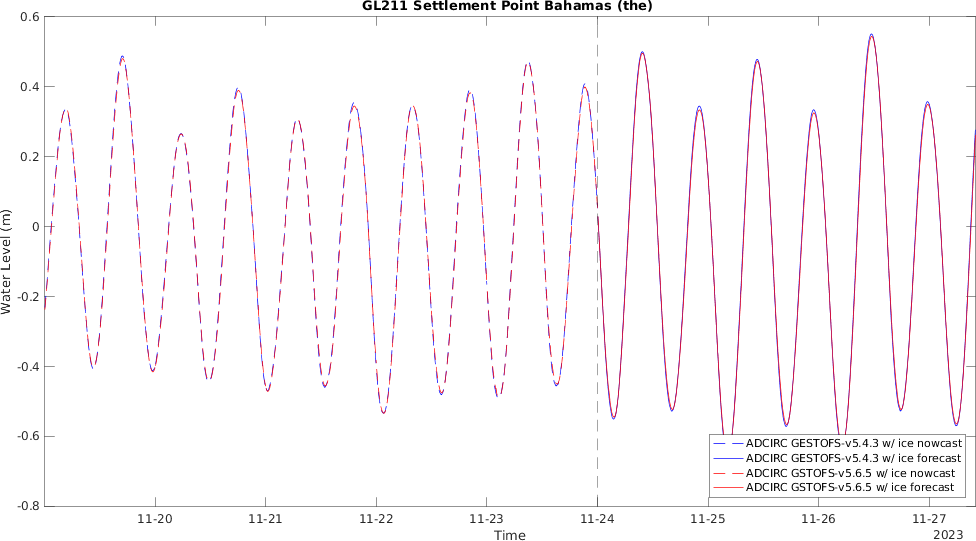 GL211 Settlement Point Bahamas (the)
0.6
0.4
0.2
0
-0.2
-0.4
-0.6
-0.8
Water Level (m)
ADCIRC GESTOFS-v5.4.3 w/ ice nowcast
ADCIRC GESTOFS-v5.4.3 w/ ice forecast
ADCIRC GSTOFS-v5.6.5 w/ ice nowcast
ADCIRC GSTOFS-v5.6.5 w/ ice forecast
11-20 11-21 11-22 11-23 11-24 11-25 11-26 11-27
Time
2023